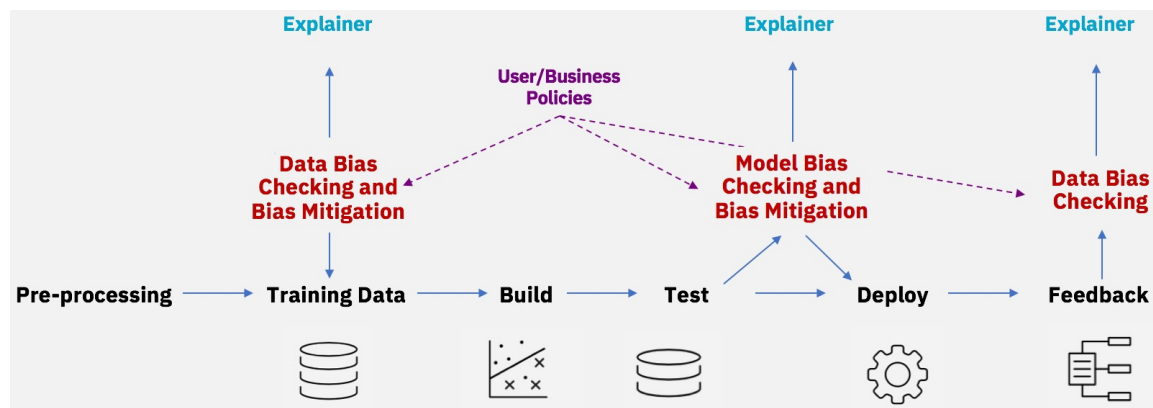 Explainer
Explainer
Explainer
User/Business
Policies
Data Bias
Checking and
Bias Mitigation
Model Bias
Checking and
Bias Mitigation
Data Bias
Checking
Pre-processing
Training Data
Build
Test
Deploy
Feedback